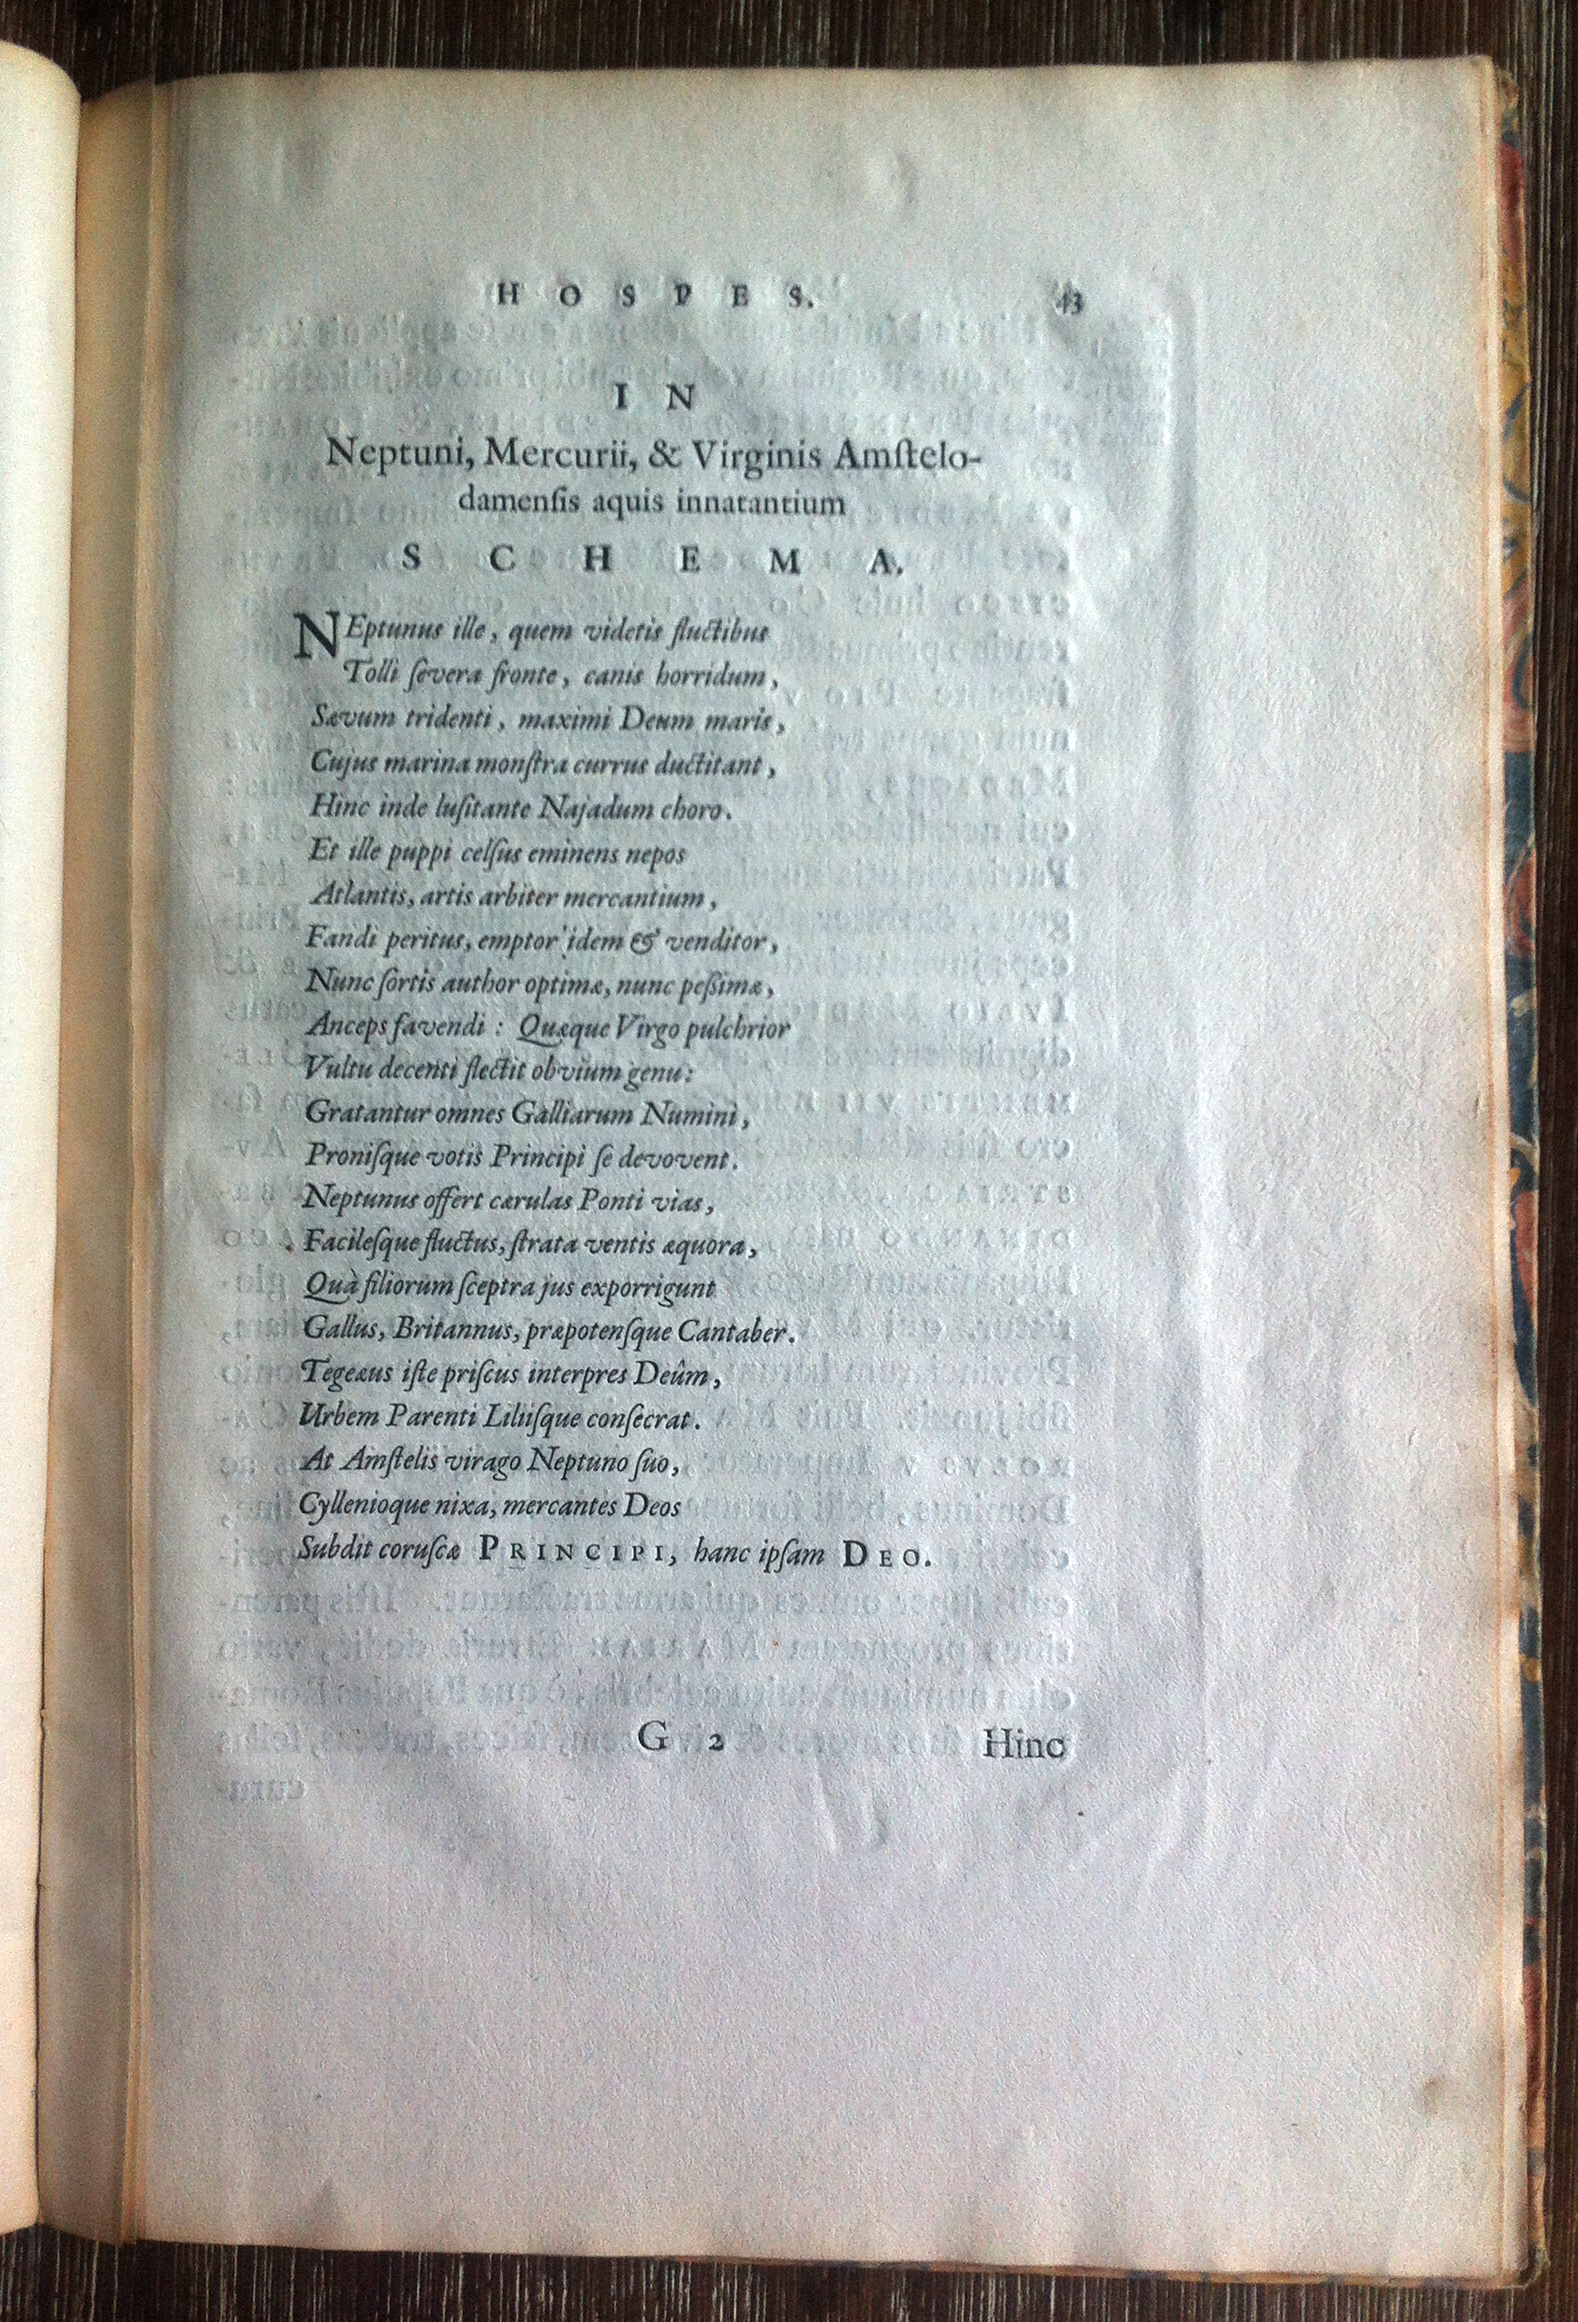 HOSPES. 43
IN
Neptuni, Mercurii, & Virginis Amſtelo-
damenſis aquis innatantium
SCHEMA.
NEptunus ille, quem videtis fluctibus
Tolli ſevera fronte, canis horridum,
Sævum tridenti, maximi Deum maris,
Cujus marina monſtra currus ductitant,
Hinc inde luſitante Najadum choro.
Et ille puppi celſus eminens nepos
Atlantis, artis arbiter mercantium,
Fandi peritus, emptor idem & venditor,
Nunc ſortis author optimæ, nunc peßimæ,
Anceps favendi: Quæque Virgo pulchrior
Vultu decenti flectit obvium genu:
Gratantur omnes Galliarum Numini,
Proniſque votis Principi ſe devovent.
Neptunus offert cærulas Ponti vias,
Facileſque fluctus, ſtrata ventis æquora,
Quà filiorum ſceptra jus exporrigunt
Gallus, Britannus, præpotenſque Cantaber.
Tegeæus iſte priſcus interpres Deûm,
Urbem Parenti Liliiſque conſecrat.
At Amſtelis virago Neptuno ſuo,
Cyllenioque nixa, mercantes Deos
Subdit coruſcæ PRINCIPI, hanc ipſam DEO.
G 2 Hinc